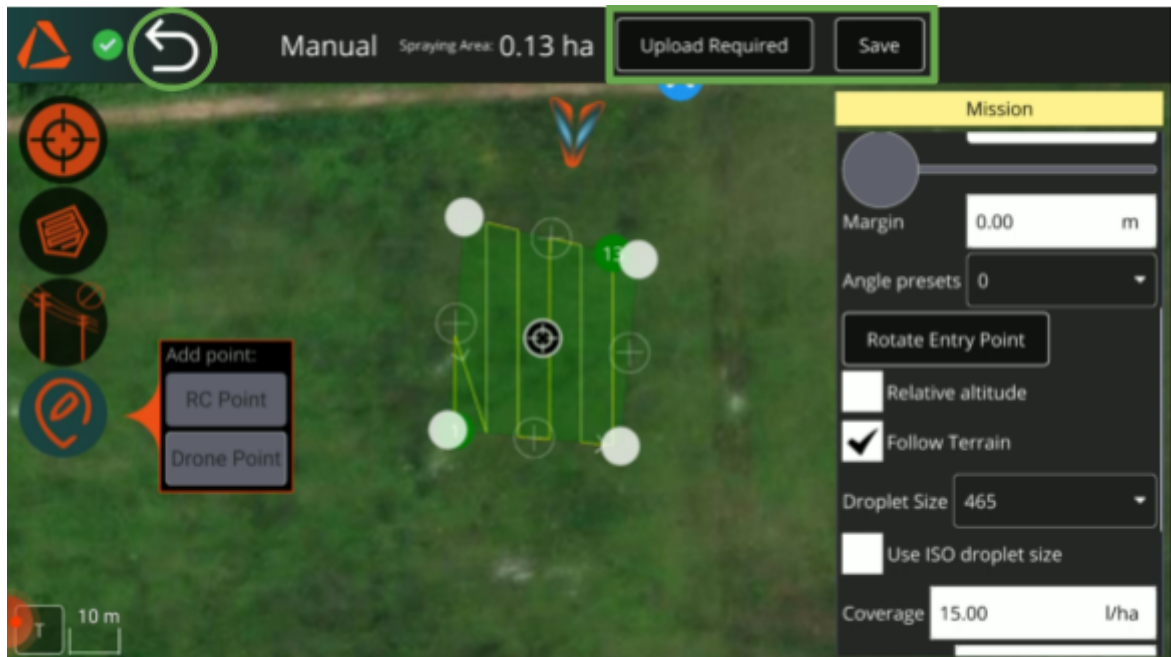 Manual Spraying Area: 0.13 ha Upload Required Save
Mission
Margin 0.00 m
Angle presets 0
Rotate Entry Point
Relative altitude
Follow Terrain
Droplet Size 465
Use ISO droplet size
Coverage 15.00 l/ha
Add point:
RC Point
Drone Point
13
1
T 10 m